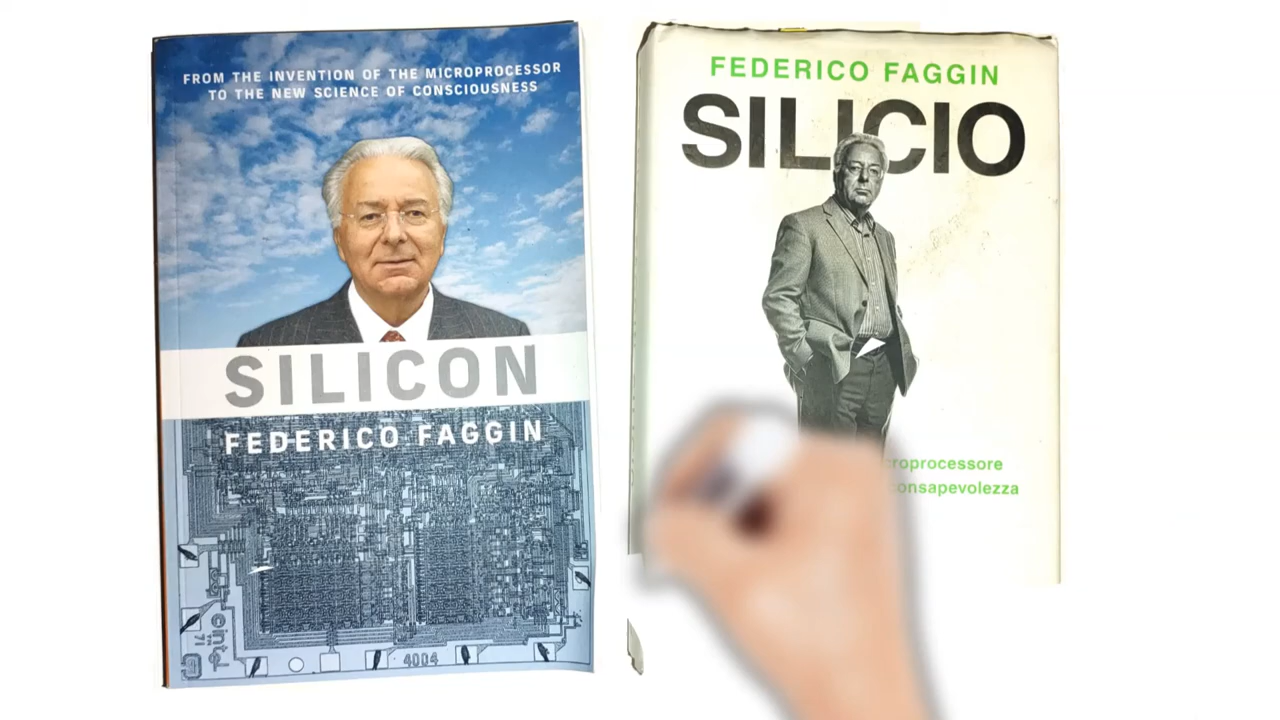 FROM THE INVENTION OF THE MICROPROCESSOR
TO THE NEW SCIENCE OF CONSCIOUSNESS
SILICON
FEDERICO FAGGIN
intel
4004
FEDERICO FAGGIN
SILICIO
croprocessore
consapevolezza